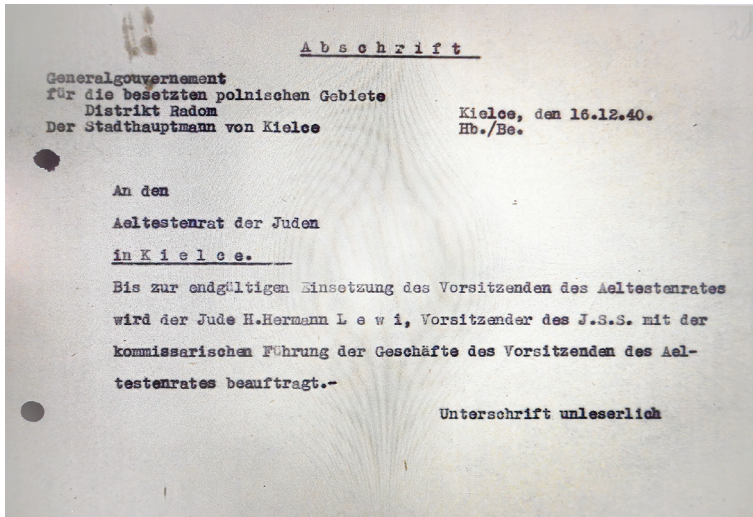 A b s c h r i f t
Generalgouvernement
für die besetzten polnischen Gebiete
Distrikt Radom
Der Stadthauptmann von Kielce
Kielce, den 16.12.40.
Hb./Be.
An den
Aeltestenrat der Juden
in K i e l c e.
Bis zur endgültigen Einsetzung des Vorsitzenden des Aeltestenrates
wird der Jude H.Hermann L e w i, Vorsitzender des J.S.S. mit der
kommissarischen Führung der Geschäfte des Vorsitzenden des Ael-
testenrates beauftragt.-
Unterschrift unleserlich